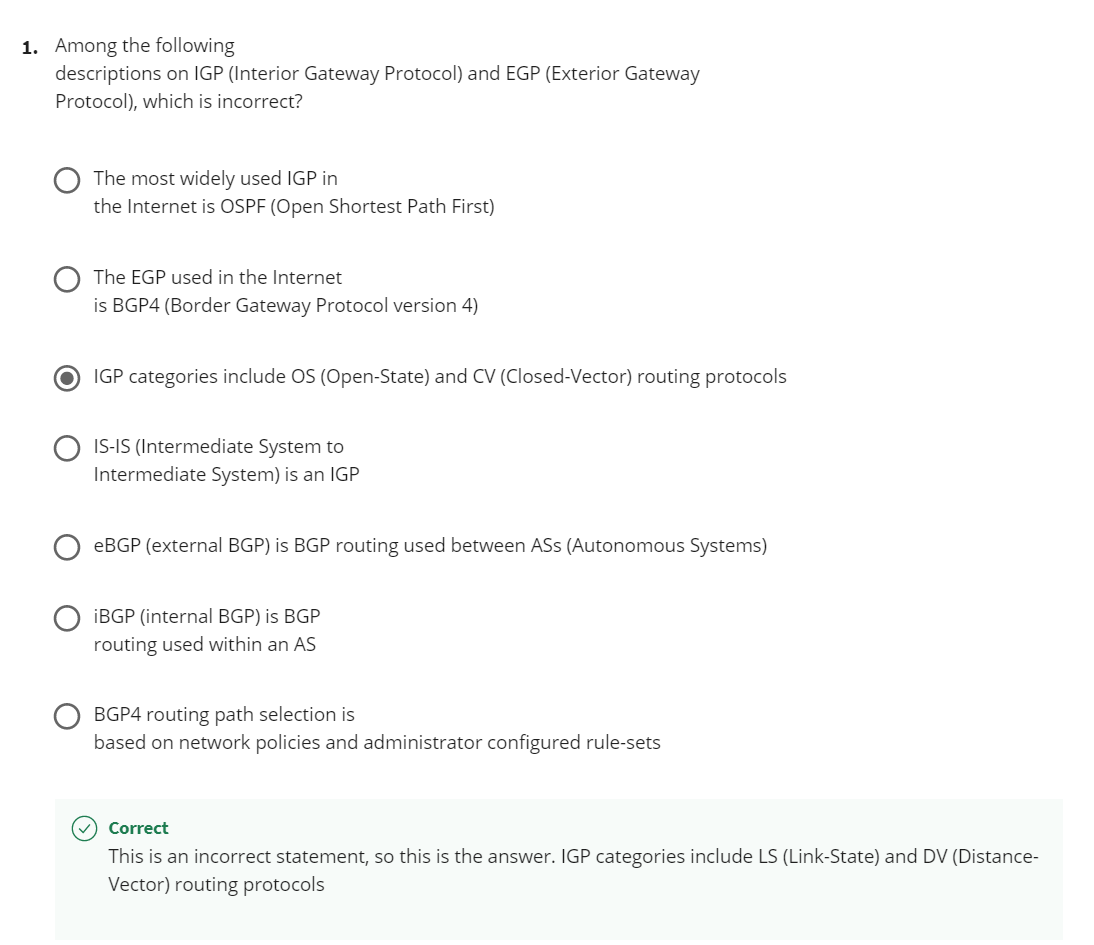 1. Among the following
descriptions on IGP (Interior Gateway Protocol) and EGP (Exterior Gateway
Protocol), which is incorrect?
The most widely used IGP in
the Internet is OSPF (Open Shortest Path First)
The EGP used in the Internet
is BGP4 (Border Gateway Protocol version 4)
IGP categories include OS (Open-State) and CV (Closed-Vector) routing protocols
IS-IS (Intermediate System to
Intermediate System) is an IGP
eBGP (external BGP) is BGP routing used between ASs (Autonomous Systems)
iBGP (internal BGP) is BGP
routing used within an AS
BGP4 routing path selection is
based on network policies and administrator configured rule-sets
Correct
This is an incorrect statement, so this is the answer. IGP categories include LS (Link-State) and DV (Distance-
Vector) routing protocols